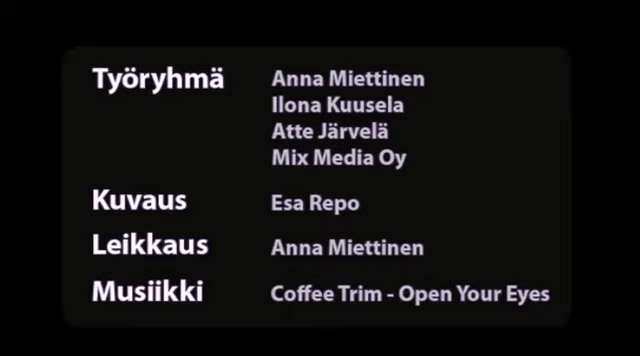 Työryhmä Anna Miettinen
Ilona Kuusela
Atte Järvelä
Mix Media Oy
Kuvaus Esa Repo
Leikkaus Anna Miettinen
Musiikki Coffee Trim - Open Your Eyes